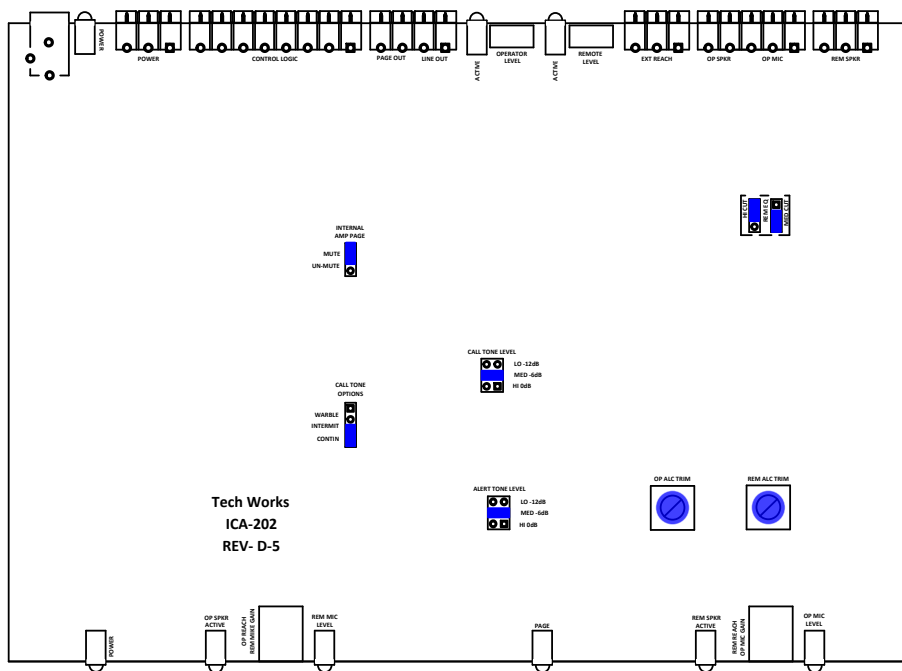 POWER
POWER
CONTROL LOGIC
PAGE OUT
LINE OUT
ACTIVE
OPERATOR
LEVEL
ACTIVE
REMOTE
LEVEL
EXT REACH
OP SPKR
OP MIC
REM SPKR
HI CUT
REM EQ
MED CUT
INTERNAL
AMP PAGE
MUTE
UN-MUTE
CALL TONE LEVEL
LO -12dB
MED -6dB
HI 0dB
CALL TONE
OPTIONS
WARBLE
INTERMIT
CONTIN
ALERT TONE LEVEL
LO -12dB
MED -6dB
HI 0dB
OP ALC TRIM
REM ALC TRIM
Tech Works
ICA-202
REV- D-5
POWER
OP SPKR
ACTIVE
OP REACH
REM MIKE GAIN
REM MIC
LEVEL
PAGE
REM SPKR
ACTIVE
REM REACH
OP MIC GAIN
OP MIC
LEVEL